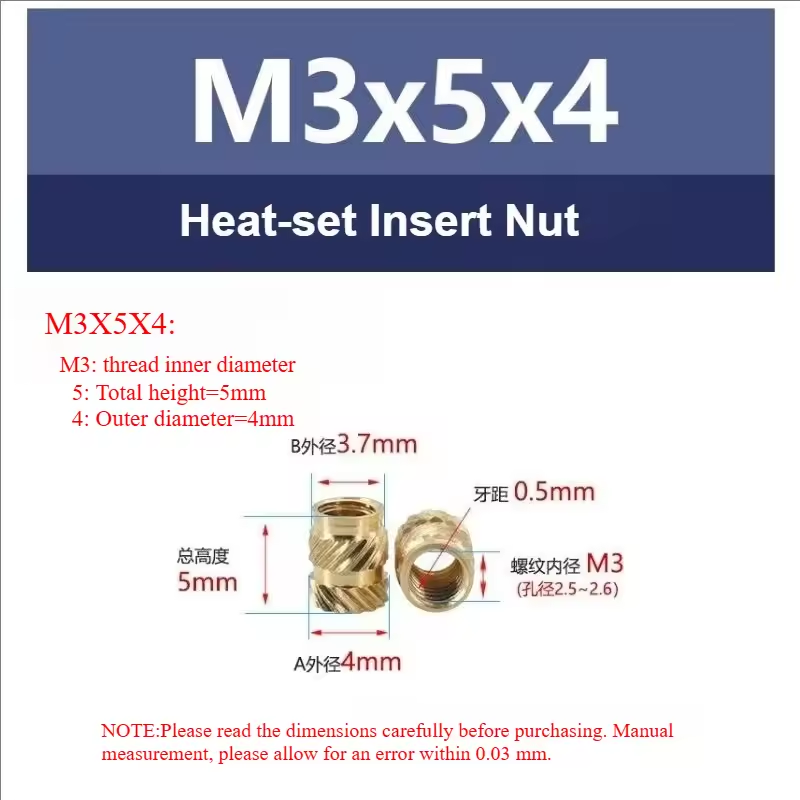 M3x5x4
Heat-set Insert Nut
M3X5X4:
M3: thread inner diameter
5: Total height=5mm
4: Outer diameter=4mm
B外径3.7mm
牙距 0.5mm
总高度
5mm
螺纹内径 M3
(孔径2.5~2.6)
A外径4mm
NOTE:Please read the dimensions carefully before purchasing. Manual
measurement, please allow for an error within 0.03 mm.